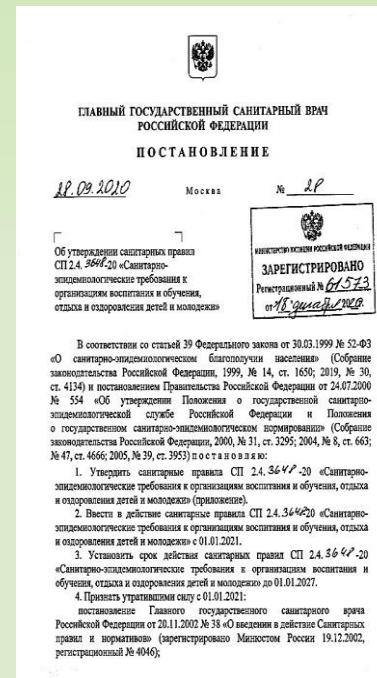 ГЛАВНЫЙ ГОСУДАРСТВЕННЫЙ САНИТАРНЫЙ ВРАЧ
РОССИЙСКОЙ ФЕДЕРАЦИИ
ПОСТАНОВЛЕНИЕ
28.09.2020 Москва № 28
Об утверждении санитарных правил
СП 2.4. 3648-20 «Санитарно-
эпидемиологические требования к
организациям воспитания и обучения,
отдыха и оздоровления детей и молодежи»
МИНИСТЕРСТВО ЮСТИЦИИ РОССИЙСКОЙ ФЕДЕРАЦИИ
ЗАРЕГИСТРИРОВАНО
Регистрационный № 61573
от 18 декабря 2020.
В соответствии со статьей 39 Федерального закона от 30.03.1999 № 52-ФЗ
«О санитарно-эпидемиологическом благополучии населения» (Собрание
законодательства Российской Федерации, 1999, № 14, ст. 1650; 2019, № 30,
ст. 4134) и постановлением Правительства Российской Федерации от 24.07.2000
№ 554 «Об утверждении Положения о государственной санитарно-
эпидемиологической службе Российской Федерации и Положения
о государственном санитарно-эпидемиологическом нормировании» (Собрание
законодательства Российской Федерации, 2000, № 31, ст. 3295; 2004, № 8, ст. 663;
№ 47, ст. 4666; 2005, № 39, ст. 3953) постановляю:
1. Утвердить санитарные правила СП 2.4. 3648 -20 «Санитарно-
эпидемиологические требования к организациям воспитания и обучения, отдыха
и оздоровления детей и молодежи» (приложение).
2. Ввести в действие санитарные правила СП 2.4. 3648-20 «Санитарно-
эпидемиологические требования к организациям воспитания и обучения, отдыха
и оздоровления детей и молодежи» с 01.01.2021.
3. Установить срок действия санитарных правил СП 2.4. 3648 -20
«Санитарно-эпидемиологические требования к организациям воспитания и
обучения, отдыха и оздоровления детей и молодежи» до 01.01.2027.
4. Признать утратившими силу с 01.01.2021:
постановление Главного государственного санитарного врача
Российской Федерации от 20.11.2002 № 38 «О введении в действие Санитарных
правил и нормативов» (зарегистрировано Минюстом России 19.12.2002,
регистрационный № 4046);